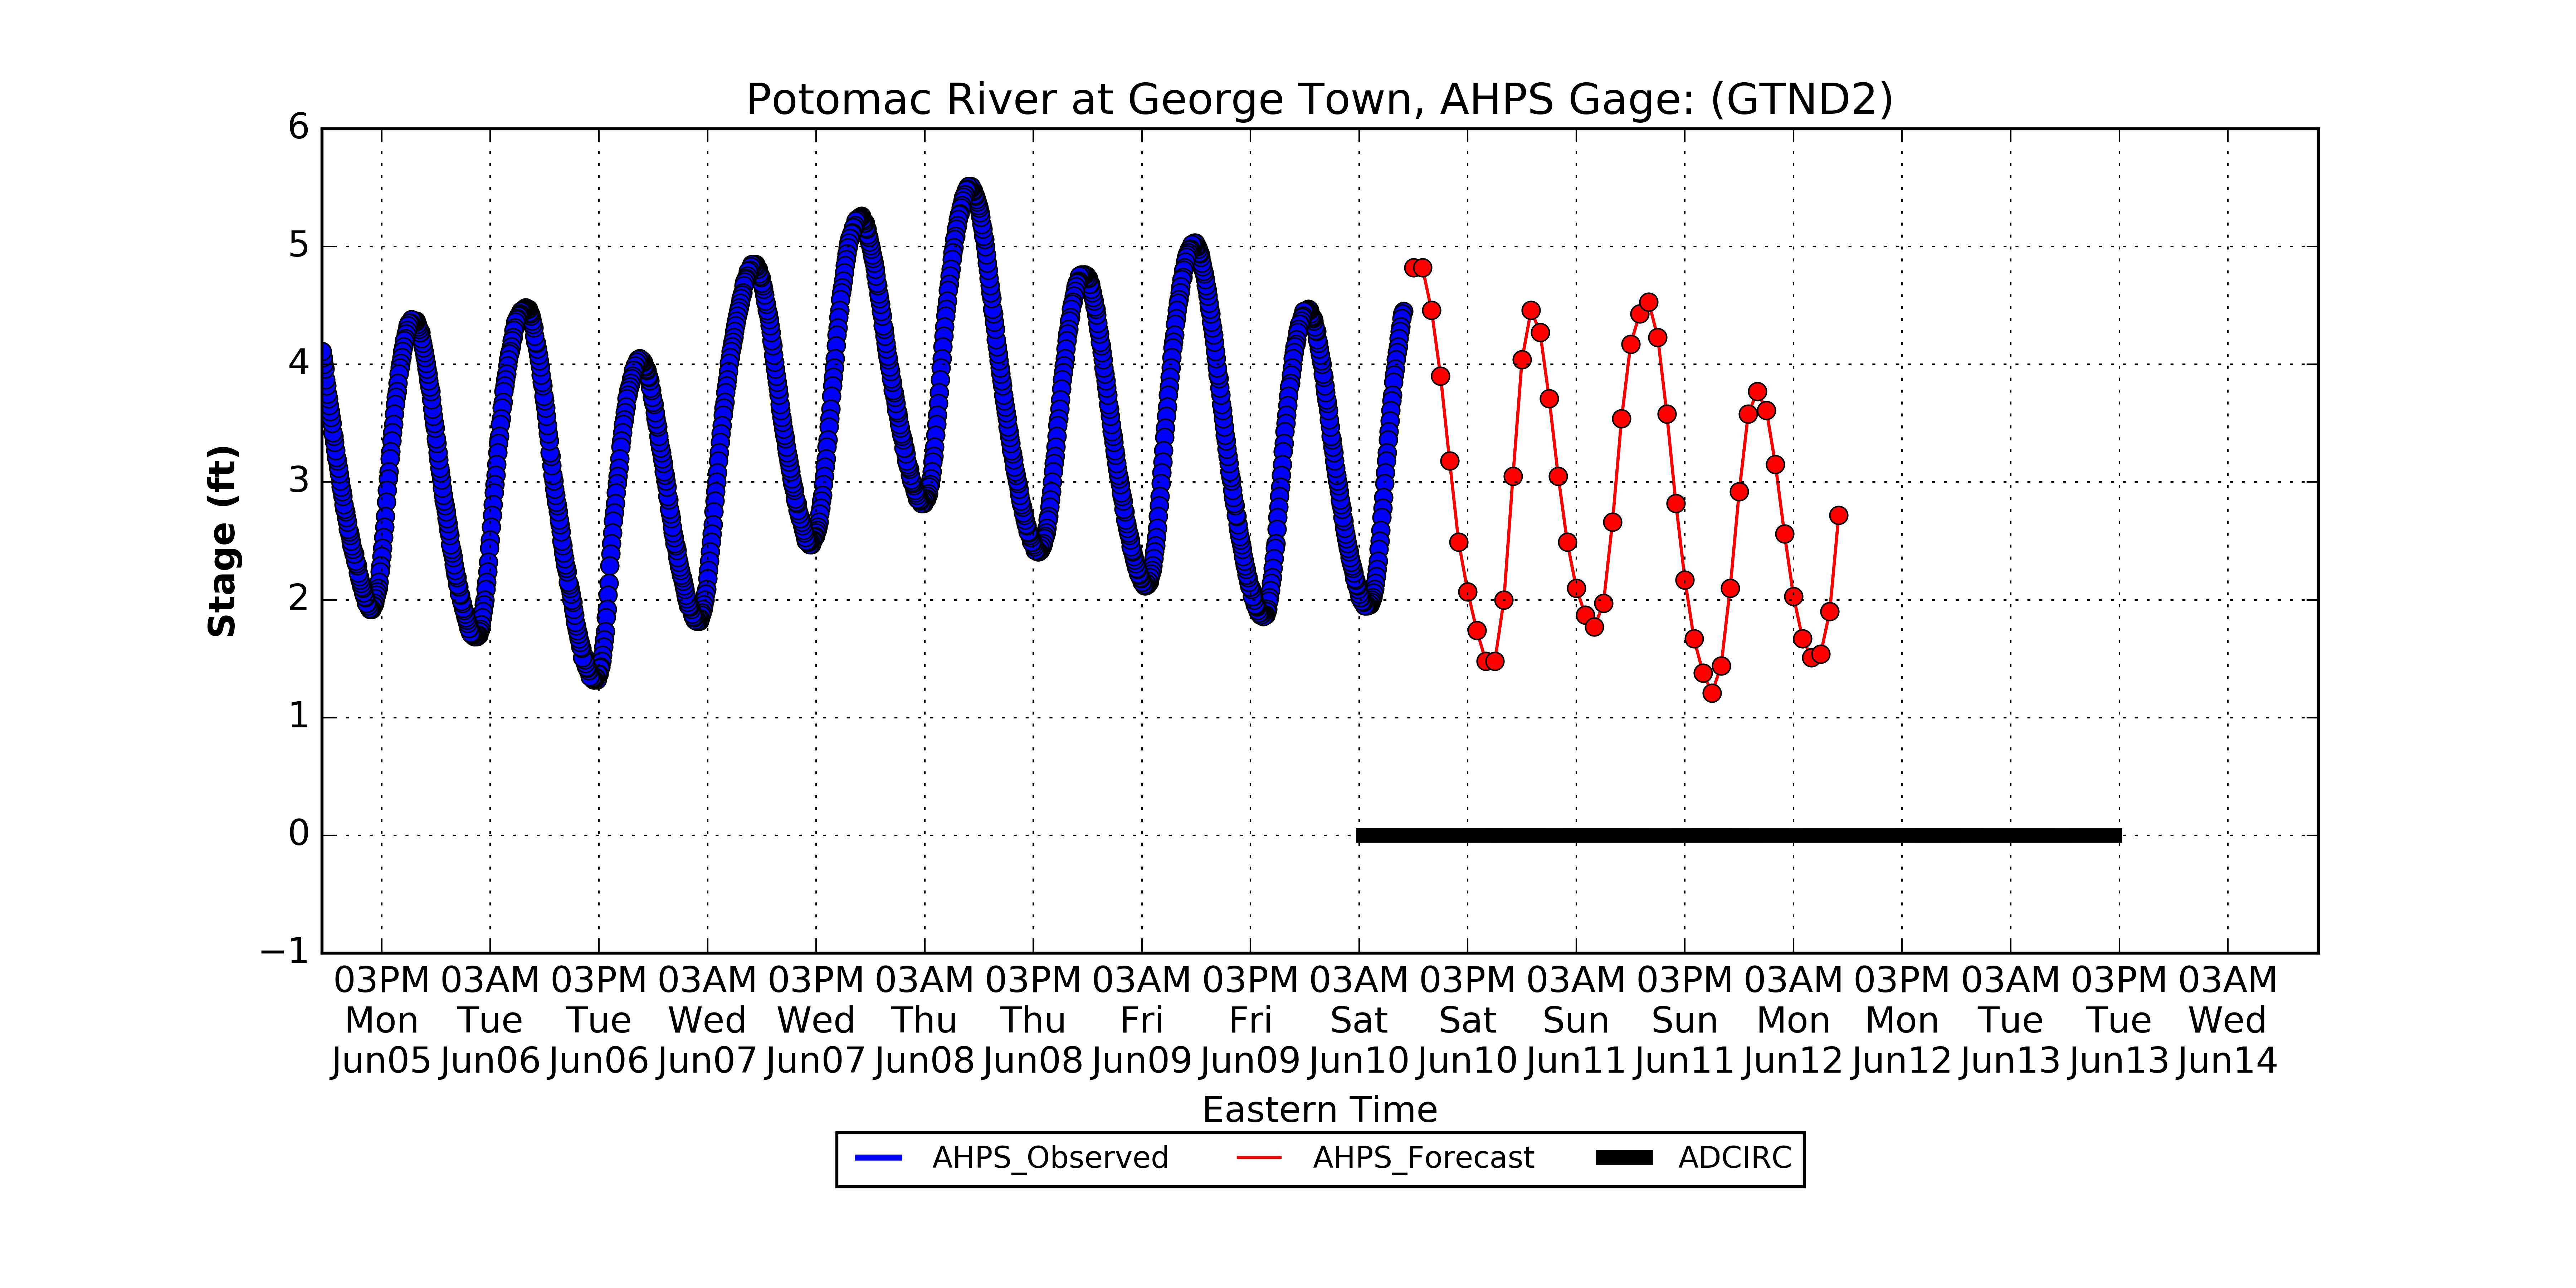 Potomac River at George Town, AHPS Gage: (GTND2)
6
5
4
3
2
1
0
−1
Stage (ft)
03PM 03AM 03PM 03AM 03PM 03AM 03PM 03AM 03PM 03AM 03PM 03AM 03PM 03AM 03PM 03AM 03PM 03AM
Mon Tue Tue Wed Wed Thu Thu Fri Fri Sat Sat Sun Sun Mon Mon Tue Tue Wed
Jun05 Jun06 Jun06 Jun07 Jun07 Jun08 Jun08 Jun09 Jun09 Jun10 Jun10 Jun11 Jun11 Jun12 Jun12 Jun13 Jun13 Jun14
Eastern Time
AHPS_Observed AHPS_Forecast ADCIRC